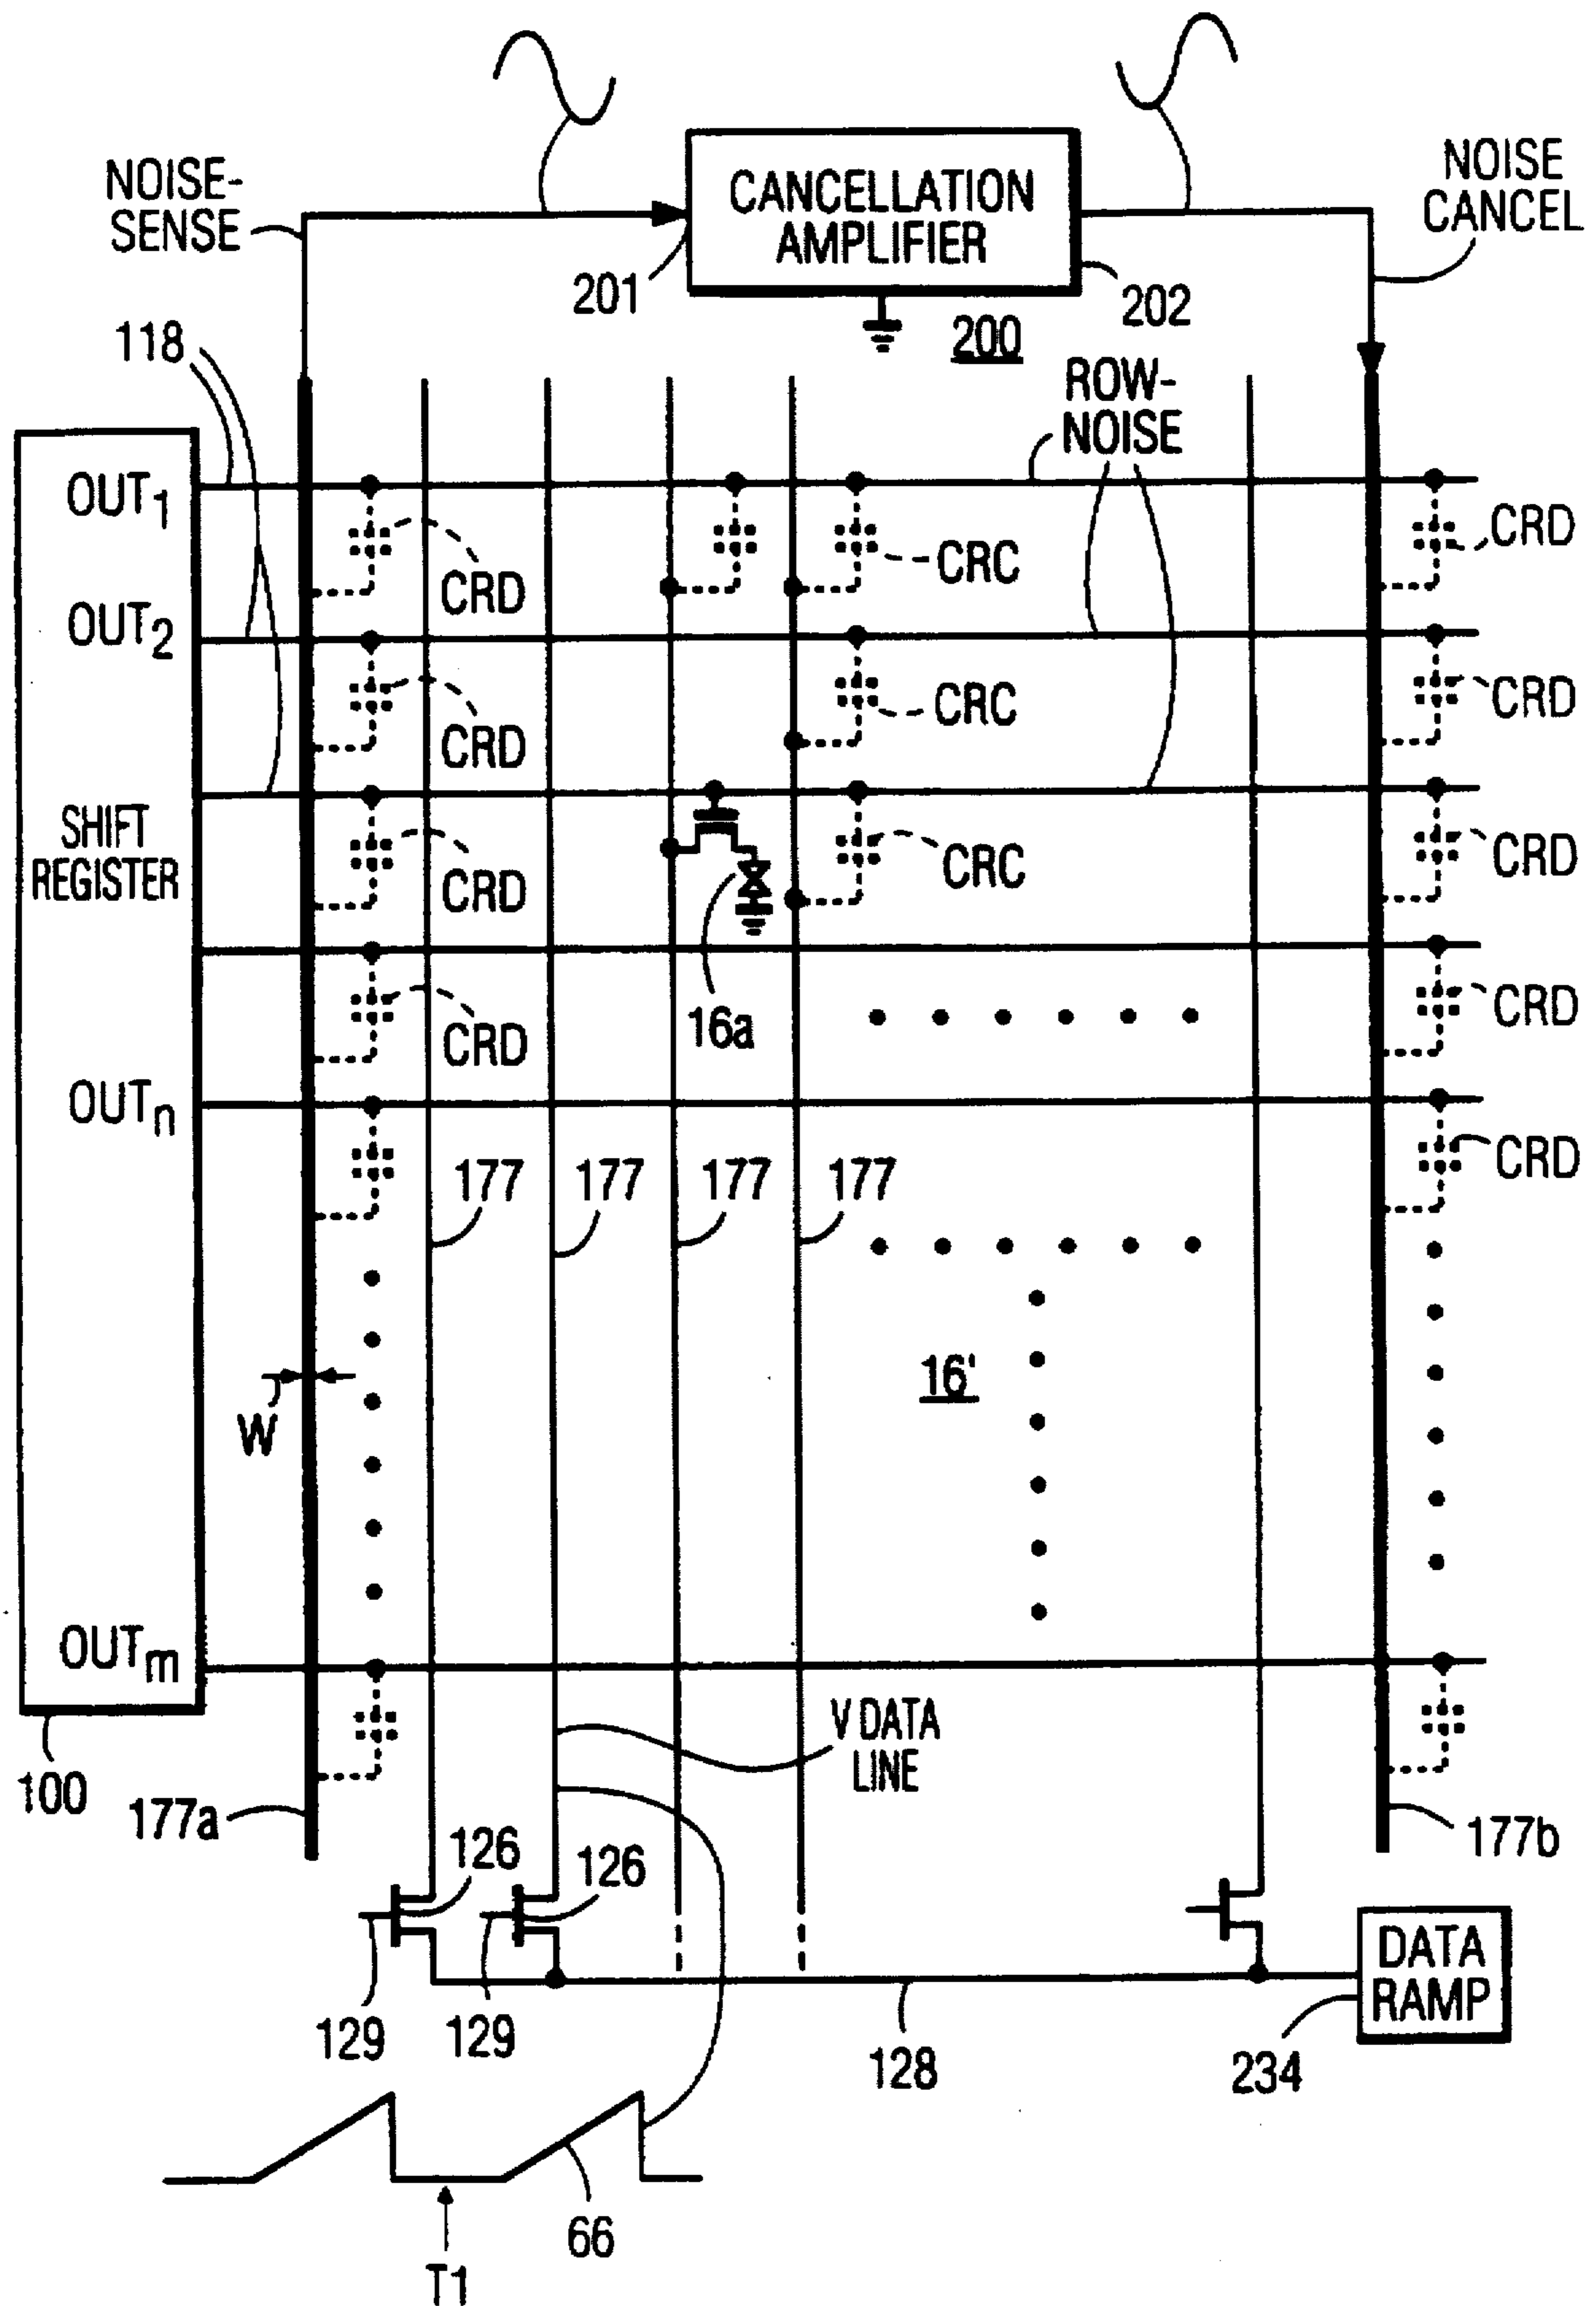 NOISE-
SENSE
CANCELLATION
AMPLIFIER
NOISE
CANCEL
201
202
200
118
ROW-
NOISE
OUT1
CRD
CRC
CRD
OUT2
CRD
CRC
CRD
SHIFT
REGISTER
CRD
CRC
CRD
16a
CRD
CRD
OUTn
CRD
177
177
177
177
16'
W
OUTm
V DATA
LINE
100
177a
177b
126
126
DATA
RAMP
129
129
128
234
66
T1